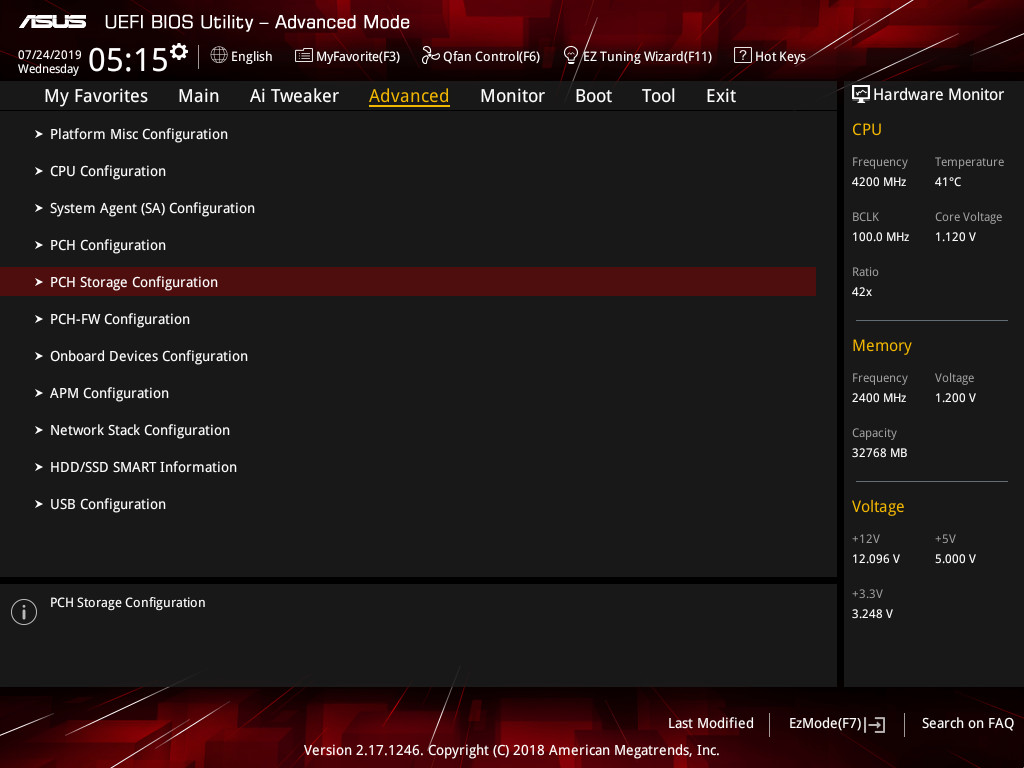 ASUS UEFI BIOS Utility – Advanced Mode
07/24/2019
Wednesday
05:15
English
MyFavorite(F3)
Qfan Control(F6)
EZ Tuning Wizard(F11)
? Hot Keys
My Favorites
Main
Ai Tweaker
Advanced
Monitor
Boot
Tool
Exit
Platform Misc Configuration
CPU Configuration
System Agent (SA) Configuration
PCH Configuration
PCH Storage Configuration
PCH-FW Configuration
Onboard Devices Configuration
APM Configuration
Network Stack Configuration
HDD/SSD SMART Information
USB Configuration
PCH Storage Configuration
Hardware Monitor
CPU
Frequency Temperature
4200 MHz 41°C
BCLK Core Voltage
100.0 MHz 1.120 V
Ratio
42x
Memory
Frequency Voltage
2400 MHz 1.200 V
Capacity
32768 MB
Voltage
+12V +5V
12.096 V 5.000 V
+3.3V
3.248 V
Last Modified
EzMode(F7)
Search on FAQ
Version 2.17.1246. Copyright (C) 2018 American Megatrends, Inc.